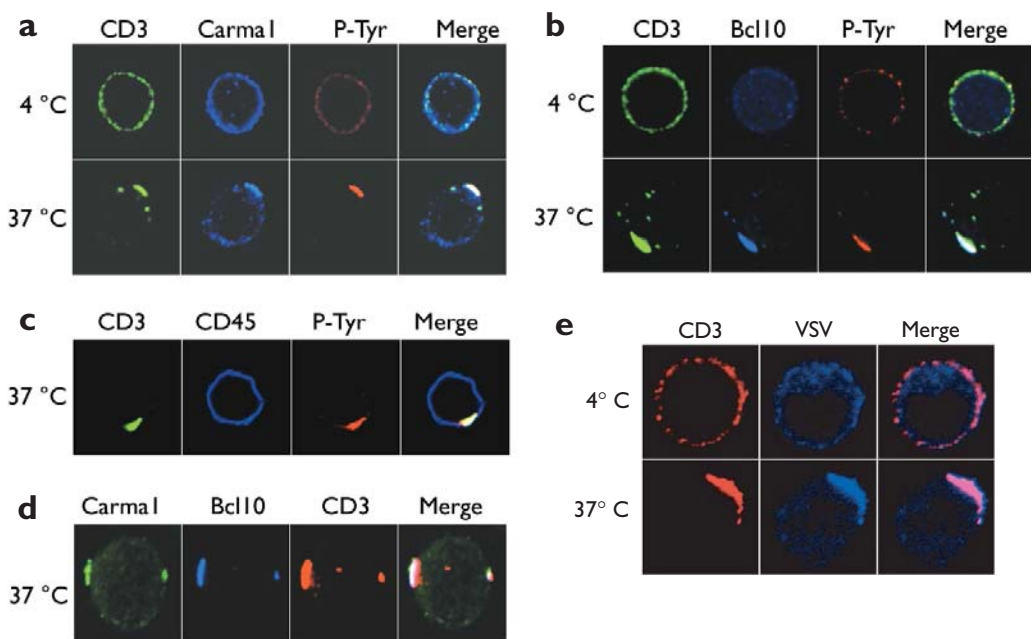 a
CD3 Carma1 P-Tyr Merge
4 °C
37 °C
b
CD3 Bcl10 P-Tyr Merge
4 °C
37 °C
c
CD3 CD45 P-Tyr Merge
37 °C
d
Carma1 Bcl10 CD3 Merge
37 °C
e
CD3 VSV Merge
4° C
37° C